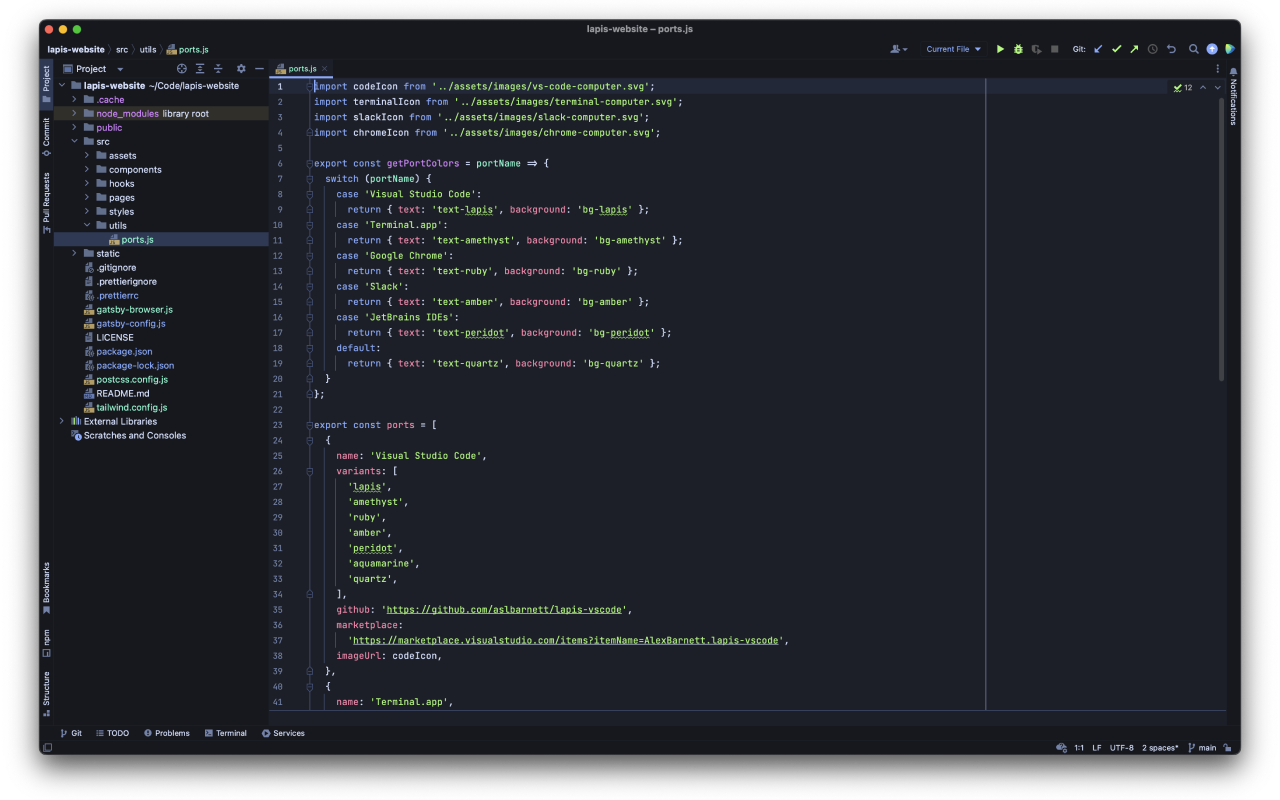 lapis-website – ports.js
lapis-website src utils ports.js
Current File
Git:
Project
ports.js
Project
Commit
Pull Requests
Bookmarks
npm
Structure
Notifications
lapis-website ~/Code/lapis-website
.cache
node_modules library root
public
src
assets
components
hooks
pages
styles
utils
ports.js
static
.gitignore
.prettierignore
.prettierrc
gatsby-browser.js
gatsby-config.js
LICENSE
package.json
package-lock.json
postcss.config.js
README.md
tailwind.config.js
External Libraries
Scratches and Consoles
12
1 import codeIcon from '../assets/images/vs-code-computer.svg';
2 import terminalIcon from '../assets/images/terminal-computer.svg';
3 import slackIcon from '../assets/images/slack-computer.svg';
4 import chromeIcon from '../assets/images/chrome-computer.svg';
5
6 export const getPortColors = portName => {
7 switch (portName) {
8 case 'Visual Studio Code':
9 return { text: 'text-lapis', background: 'bg-lapis' };
10 case 'Terminal.app':
11 return { text: 'text-amethyst', background: 'bg-amethyst' };
12 case 'Google Chrome':
13 return { text: 'text-ruby', background: 'bg-ruby' };
14 case 'Slack':
15 return { text: 'text-amber', background: 'bg-amber' };
16 case 'JetBrains IDEs':
17 return { text: 'text-peridot', background: 'bg-peridot' };
18 default:
19 return { text: 'text-quartz', background: 'bg-quartz' };
20 }
21 };
22
23 export const ports = [
24 {
25 name: 'Visual Studio Code',
26 variants: [
27 'lapis',
28 'amethyst',
29 'ruby',
30 'amber',
31 'peridot',
32 'aquamarine',
33 'quartz',
34 ],
35 github: 'https://github.com/aslbarnett/lapis-vscode',
36 marketplace:
37 'https://marketplace.visualstudio.com/items?itemName=AlexBarnett.lapis-vscode',
38 imageUrl: codeIcon,
39 },
40 {
41 name: 'Terminal.app',
Git TODO Problems Terminal Services
1:1 LF UTF-8 2 spaces* main